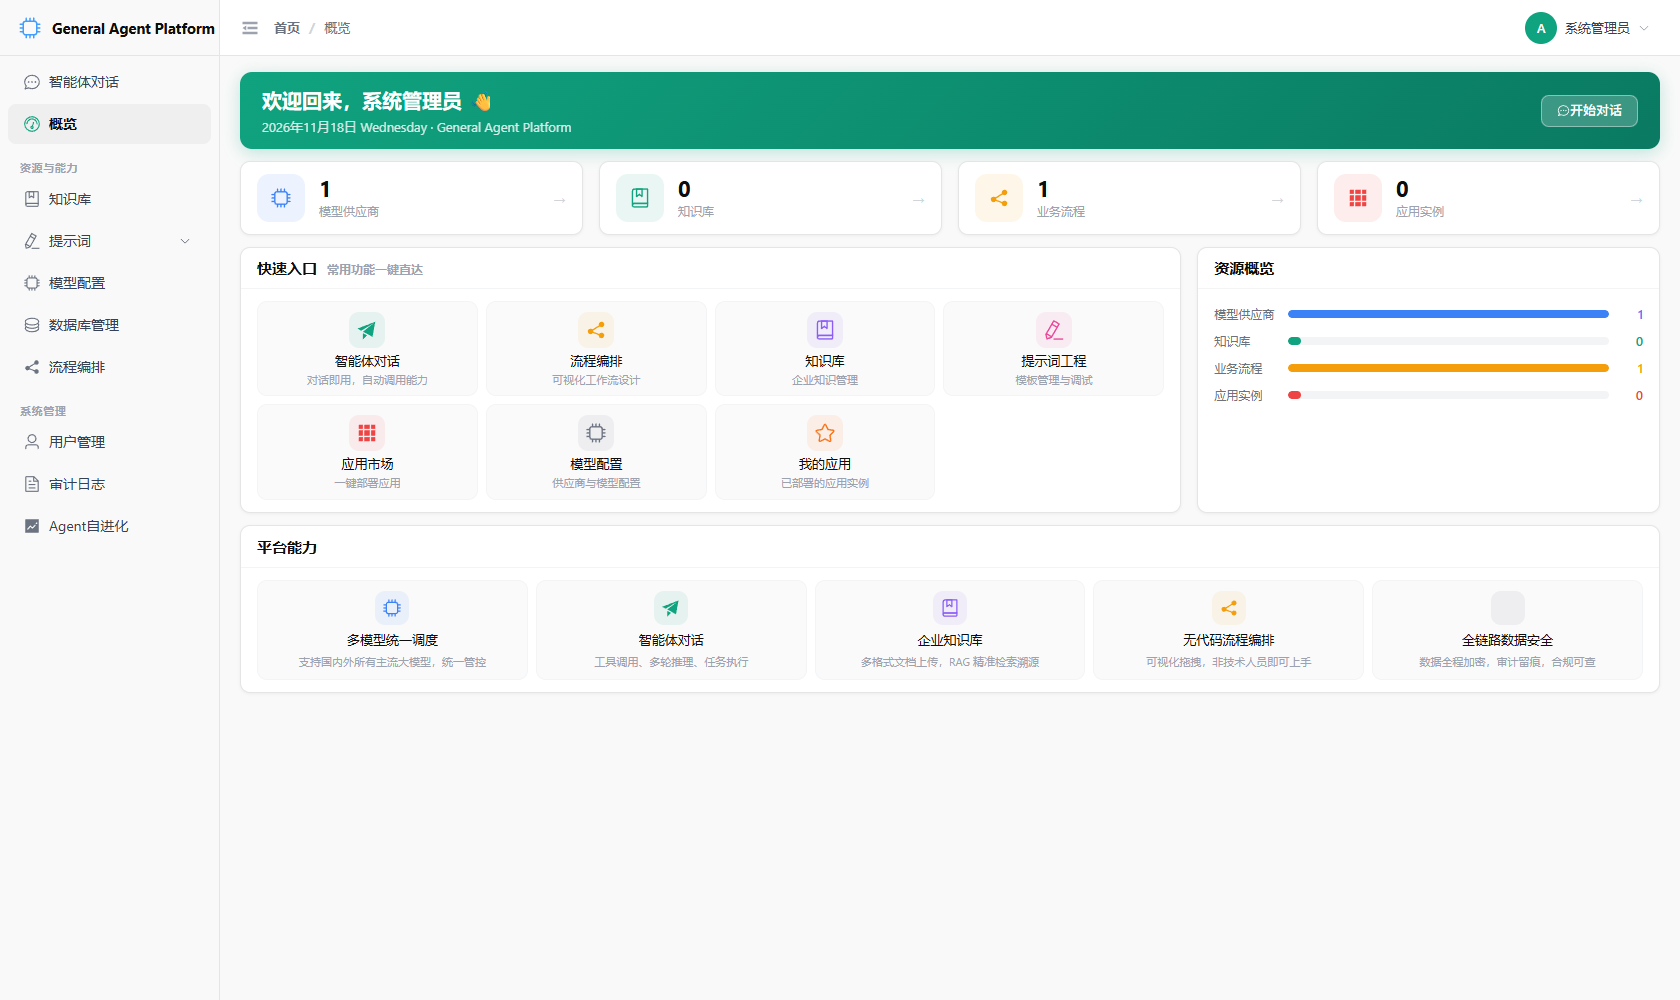 General Agent Platform
首页 / 概览
A 系统管理员
智能体对话
概览
资源与能力
知识库
提示词
模型配置
数据库管理
流程编排
系统管理
用户管理
审计日志
Agent自进化
欢迎回来，系统管理员 👋
2026年11月18日 Wednesday · General Agent Platform
开始对话
1
模型供应商
→
0
知识库
→
1
业务流程
→
0
应用实例
→
快速入口 常用功能一键直达
智能体对话
对话即用，自动调用能力
流程编排
可视化工作流设计
知识库
企业知识管理
提示词工程
模板管理与调试
应用市场
一键部署应用
模型配置
供应商与模型配置
我的应用
已部署的应用实例
资源概览
模型供应商 1
知识库 0
业务流程 1
应用实例 0
平台能力
多模型统一调度
支持国内外所有主流大模型，统一管控
智能体对话
工具调用、多轮推理、任务执行
企业知识库
多格式文档上传，RAG 精准检索溯源
无代码流程编排
可视化拖拽，非技术人员即可上手
全链路数据安全
数据全程加密，审计留痕，合规可查